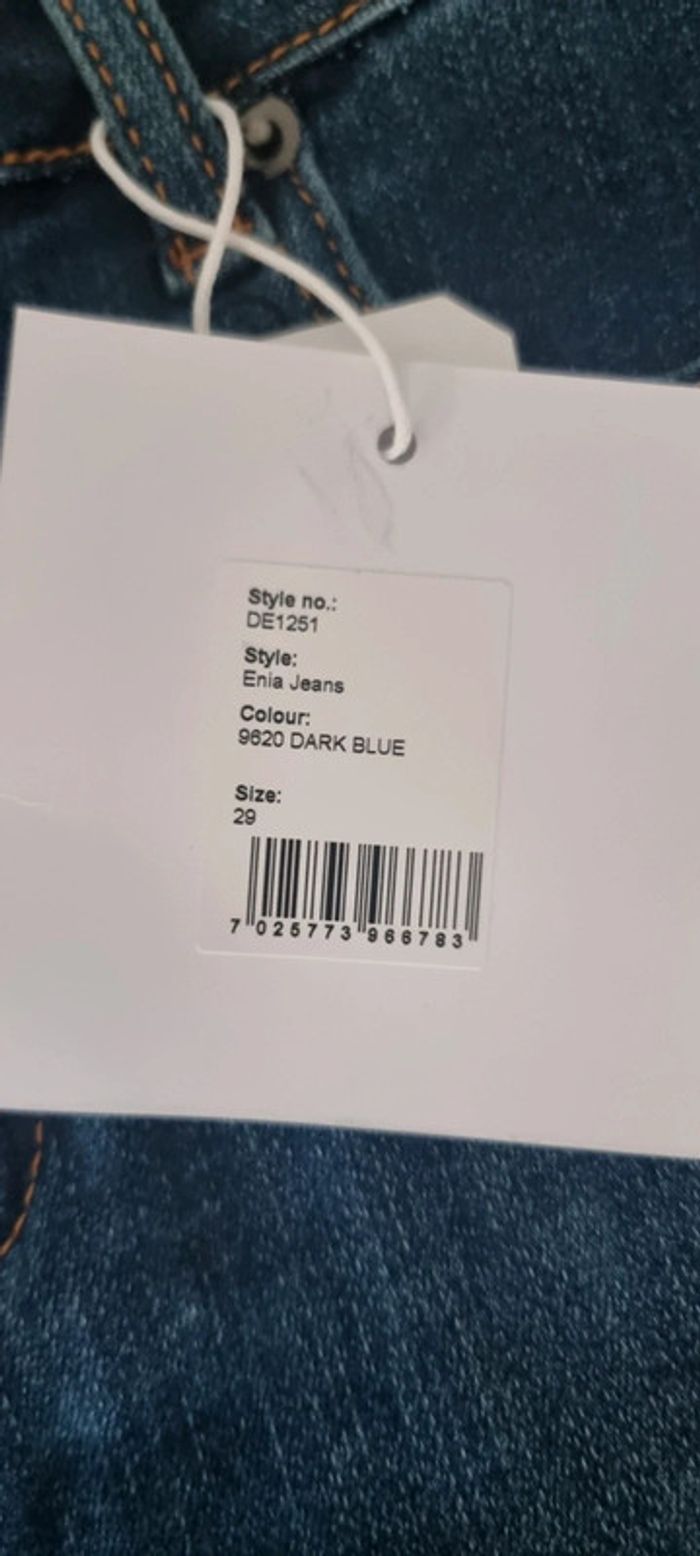 Style no.:
DE1251
Style:
Enia Jeans
Colour:
9620 DARK BLUE
Size:
29
7 025773 966783